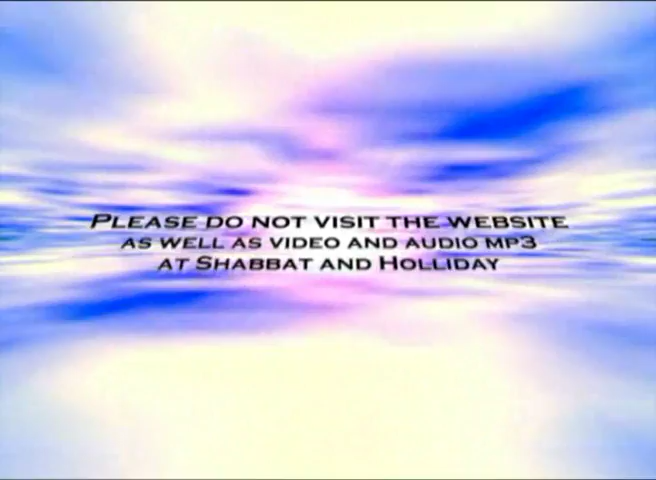 Please do not visit the website
as well as video and audio mp3
at Shabbat and Holliday